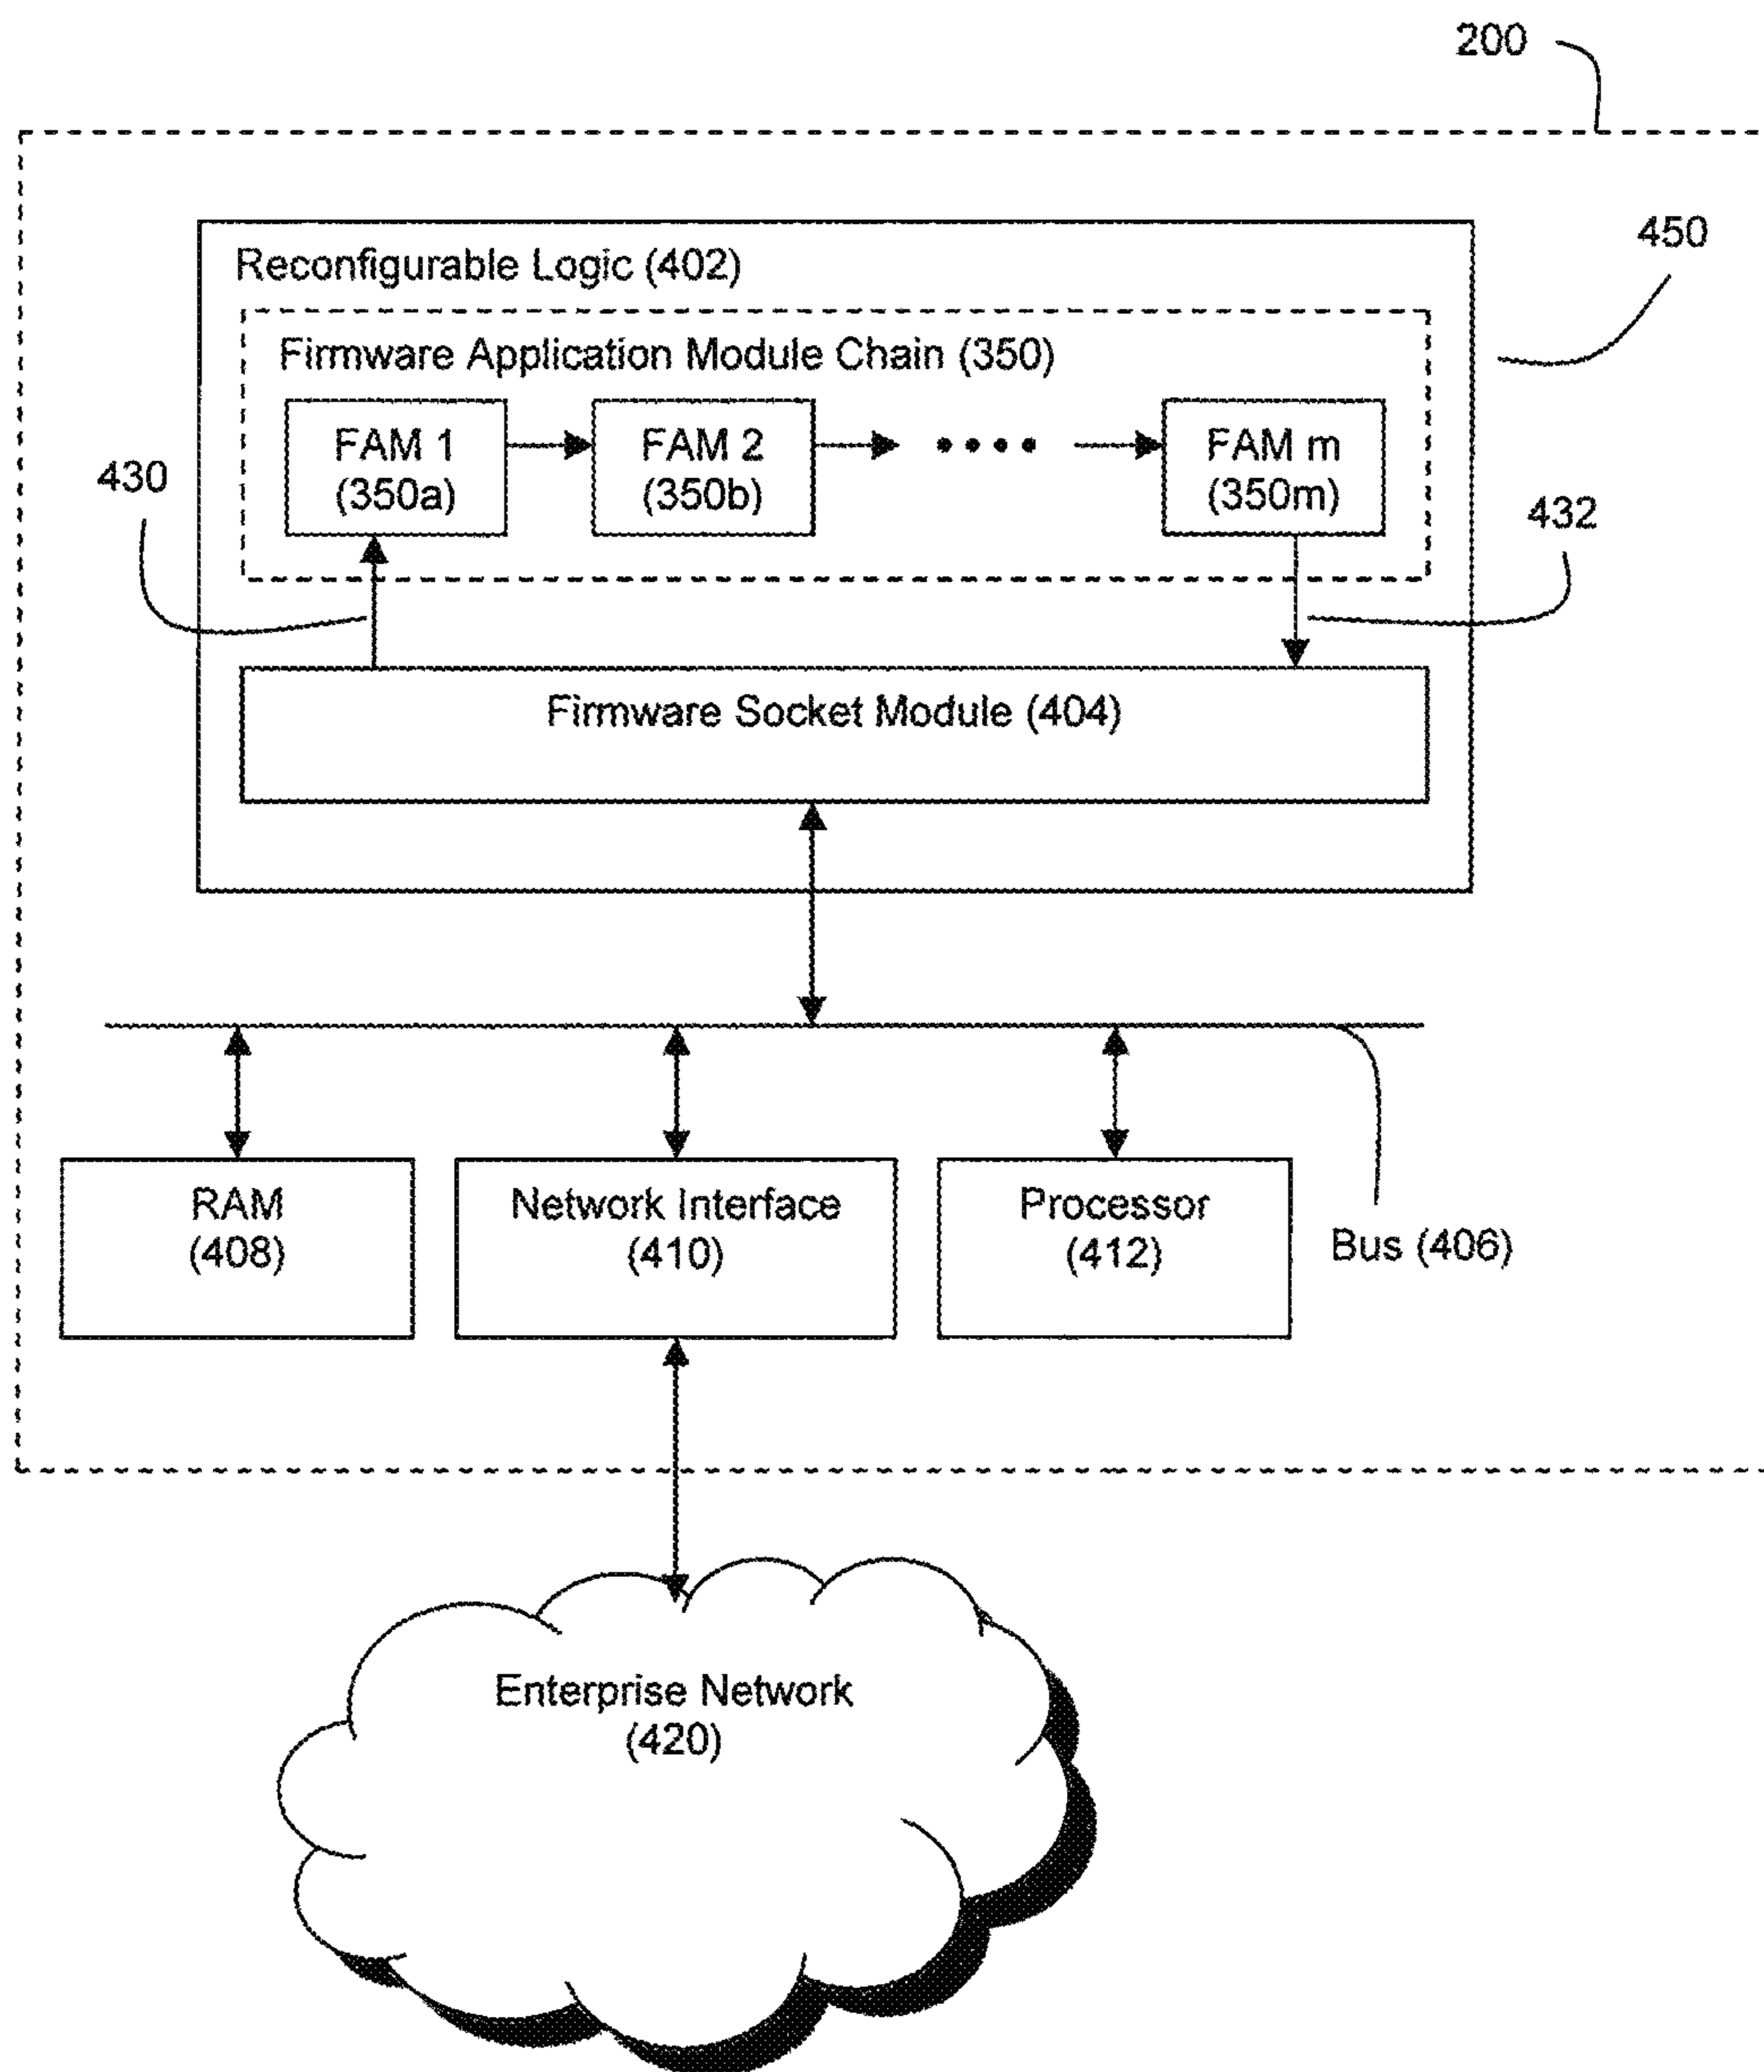 200
450
Reconfigurable Logic (402)
Firmware Application Module Chain (350)
FAM 1
(350a)
FAM 2
(350b)
FAM m
(350m)
430
432
Firmware Socket Module (404)
RAM
(408)
Network Interface
(410)
Processor
(412)
Bus (406)
Enterprise Network
(420)